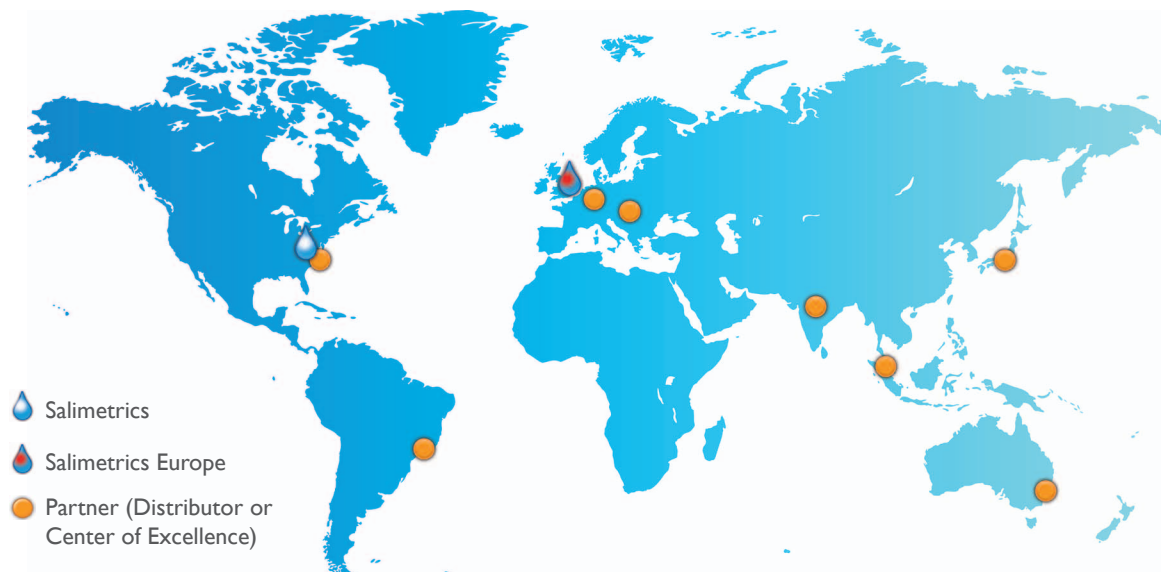 Salimetrics
Salimetrics Europe
Partner (Distributor or
Center of Excellence)